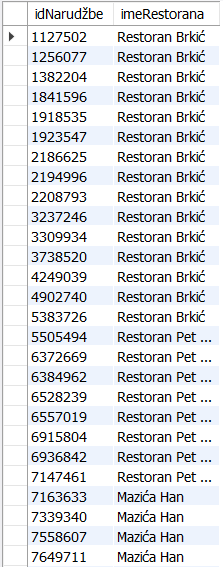 idNarudžbe imeRestorana
1127502 Restoran Brkić
1256077 Restoran Brkić
1382204 Restoran Brkić
1841596 Restoran Brkić
1918535 Restoran Brkić
1923547 Restoran Brkić
2186625 Restoran Brkić
2194996 Restoran Brkić
2208793 Restoran Brkić
3237246 Restoran Brkić
3309934 Restoran Brkić
3738520 Restoran Brkić
4249039 Restoran Brkić
4902740 Restoran Brkić
5383726 Restoran Brkić
5505494 Restoran Pet ...
6372669 Restoran Pet ...
6384962 Restoran Pet ...
6528239 Restoran Pet ...
6557019 Restoran Pet ...
6915804 Restoran Pet ...
6936842 Restoran Pet ...
7147461 Restoran Pet ...
7163633 Mazića Han
7339340 Mazića Han
7558607 Mazića Han
7649711 Mazića Han